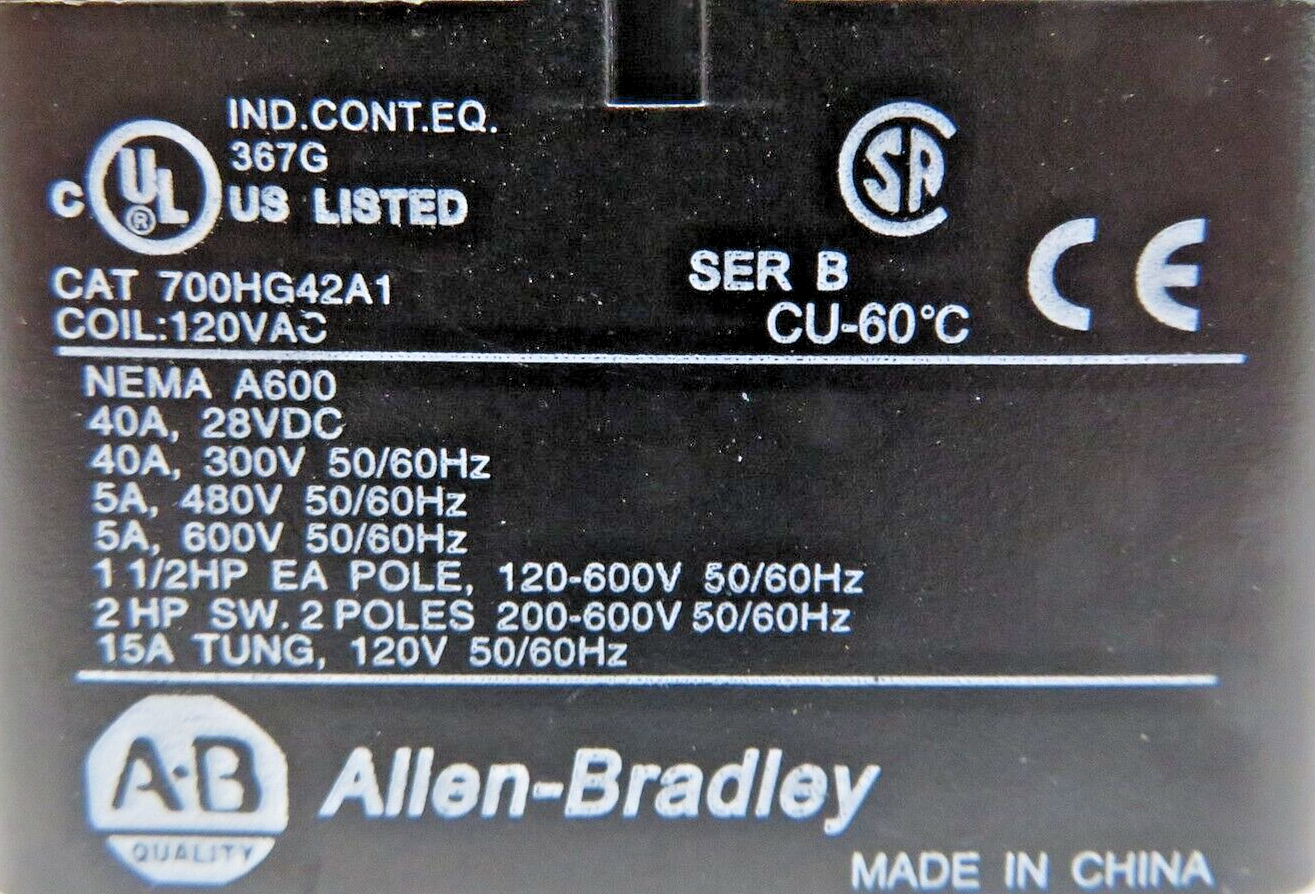 IND.CONT.EQ.
367G
C UL ® US LISTED
SA
CAT 700HG42A1
COIL:120VAC
SER B
CU-60°C
CE
NEMA A600
40A, 28VDC
40A, 300V 50/60Hz
5A, 480V 50/60Hz
5A, 600V 50/60Hz
1 1/2HP EA POLE, 120-600V 50/60Hz
2 HP SW. 2 POLES 200-600V 50/60Hz
15A TUNG, 120V 50/60Hz
A·B
QUALITY
Allen-Bradley
MADE IN CHINA